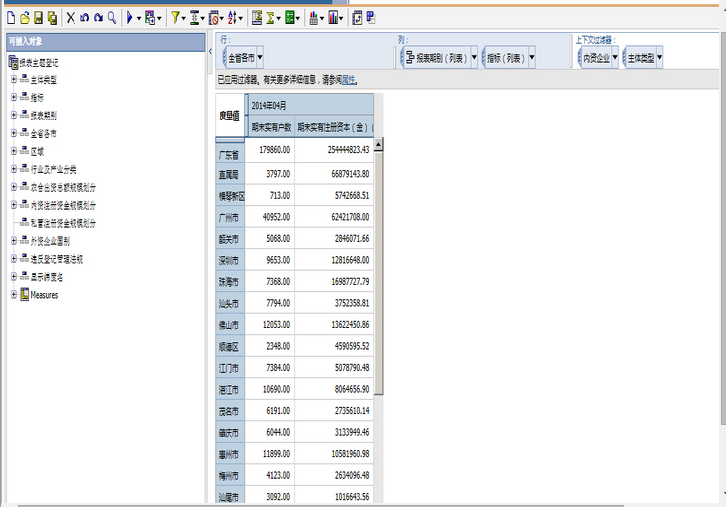 可插入对象
报表主题登记
主体类型
指标
报表期别
全省各市
区域
行业及产业分类
农合出资总额规模划分
内资注册资金规模划分
私营注册资金规模划分
外资企业国别
违反登记管理法规
显示纬度名
Measures
行：
列：
上下文过滤器：
全省各市
报表期别（列表）
指标（列表）
内资企业
主体类型
已应用过滤器。有关更多详细信息，请参阅属性。
度量值
2014年04月
期末实有户数 期末实有注册资本（金）（
广东省 179860.00 254444823.43
直属局 3797.00 66879143.80
横琴新区 713.00 5742668.51
广州市 40952.00 62421708.00
韶关市 5068.00 2846071.66
深圳市 9653.00 12816648.00
珠海市 7368.00 16987727.79
汕头市 7794.00 3752358.81
佛山市 12053.00 13622450.86
顺德区 2348.00 4590595.52
江门市 7384.00 5078790.48
湛江市 10690.00 8064656.90
茂名市 6191.00 2735610.14
肇庆市 6044.00 3133949.46
惠州市 11899.00 10581960.98
梅州市 4123.00 2634096.48
汕尾市 3092.00 1016643.56